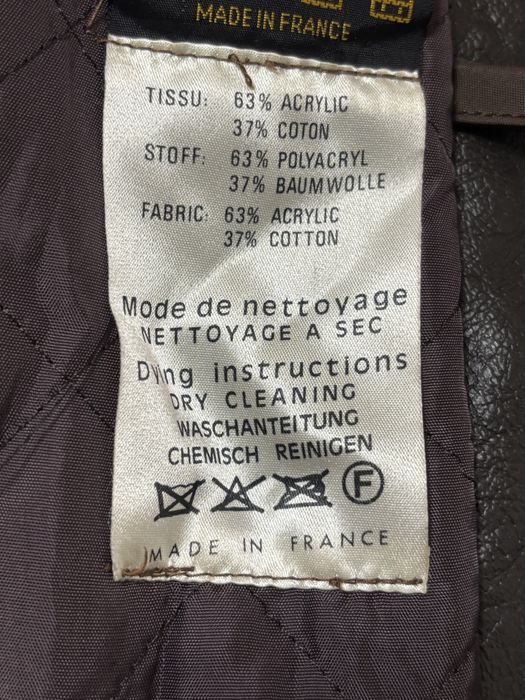 MADE IN FRANCE
TISSU: 63% ACRYLIC
37% COTON
STOFF: 63% POLYACRYL
37% BAUMWOLLE
FABRIC: 63% ACRYLIC
37% COTTON
Mode de nettoyage
NETTOYAGE A SEC
Dying instructions
DRY CLEANING
WASCHANTEITUNG
CHEMISCH REINIGEN
F
MADE IN FRANCE